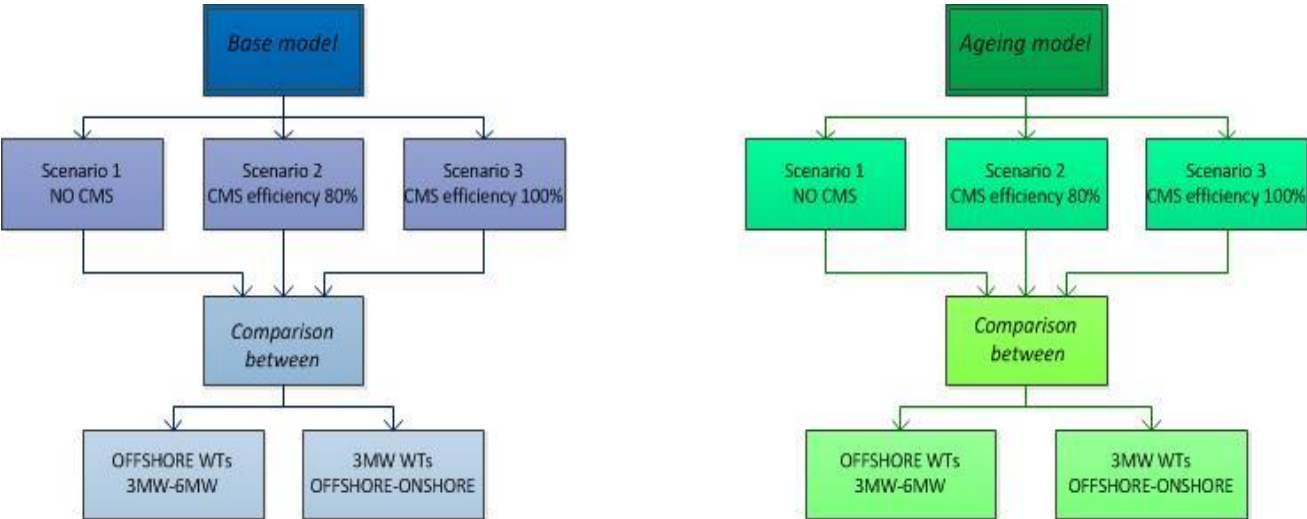 Base model
Scenario 1
NO CMS
Scenario 2
CMS efficiency 80%
Scenario 3
CMS efficiency 100%
Comparison
between
OFFSHORE WTs
3MW-6MW
3MW WTs
OFFSHORE-ONSHORE
Ageing model
Scenario 1
NO CMS
Scenario 2
CMS efficiency 80%
Scenario 3
CMS efficiency 100%
Comparison
between
OFFSHORE WTs
3MW-6MW
3MW WTs
OFFSHORE-ONSHORE